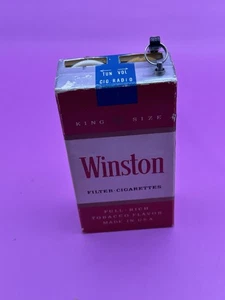 TUN VOL
CIG RADIO
KING SIZE
Winston
FILTER-CIGARETTES
FULL RICH
TOBACCO FLAVOR
MADE IN U.S.A.